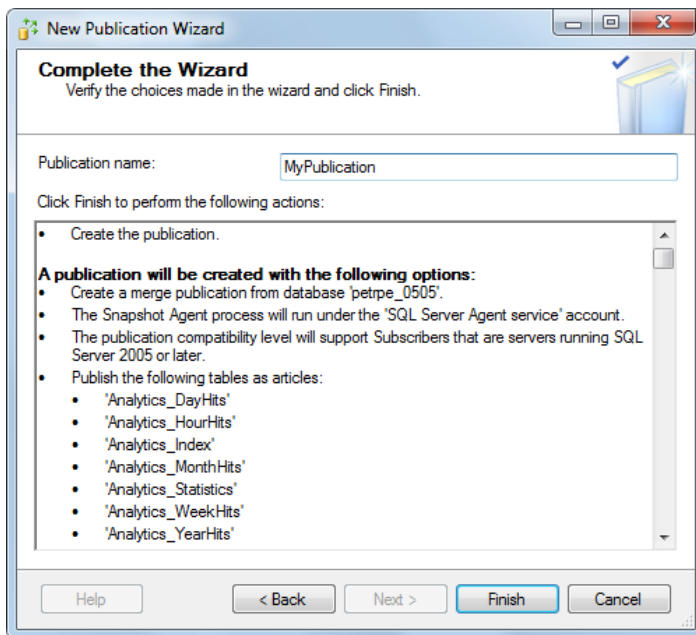 New Publication Wizard
Complete the Wizard
Verify the choices made in the wizard and click Finish.
Publication name:
MyPublication
Click Finish to perform the following actions:
• Create the publication.
A publication will be created with the following options:
• Create a merge publication from database 'petrpe_0505'.
• The Snapshot Agent process will run under the 'SQL Server Agent service' account.
• The publication compatibility level will support Subscribers that are servers running SQL
Server 2005 or later.
• Publish the following tables as articles:
• 'Analytics_DayHits'
• 'Analytics_HourHits'
• 'Analytics_Index'
• 'Analytics_MonthHits'
• 'Analytics_Statistics'
• 'Analytics_WeekHits'
• 'Analytics_YearHits'
Help
< Back
Next >
Finish
Cancel